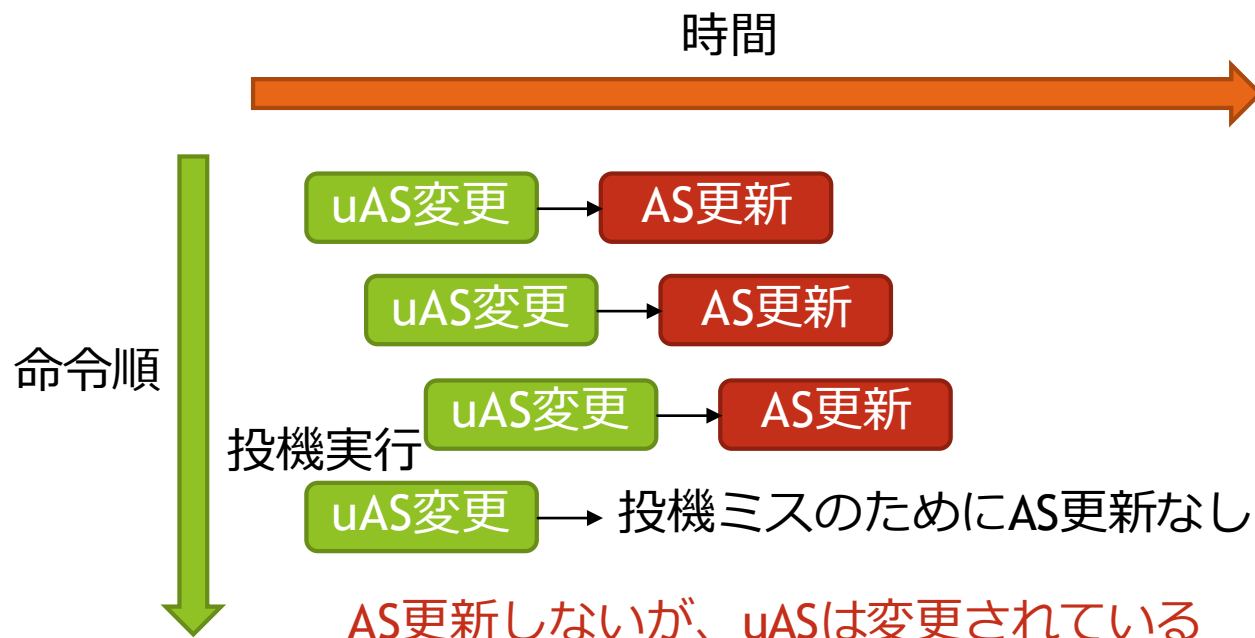 時間
uAS変更
AS更新
uAS変更
AS更新
命令順
uAS変更
AS更新
投機実行
uAS変更
投機ミスのためにAS更新なし
AS更新しないが、uASは変更されている